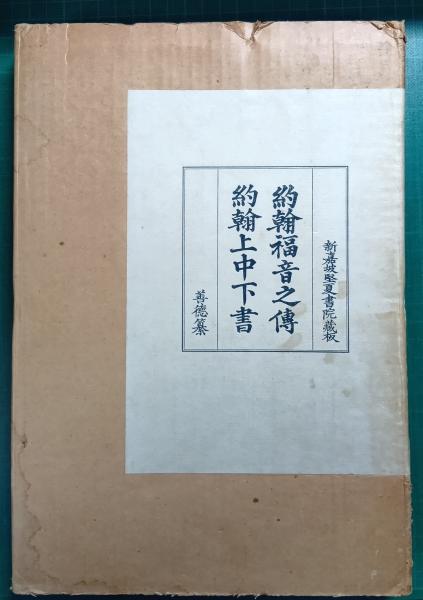 新嘉坡堅夏書院藏板
約翰福音之傳
約翰上中下書
善德纂